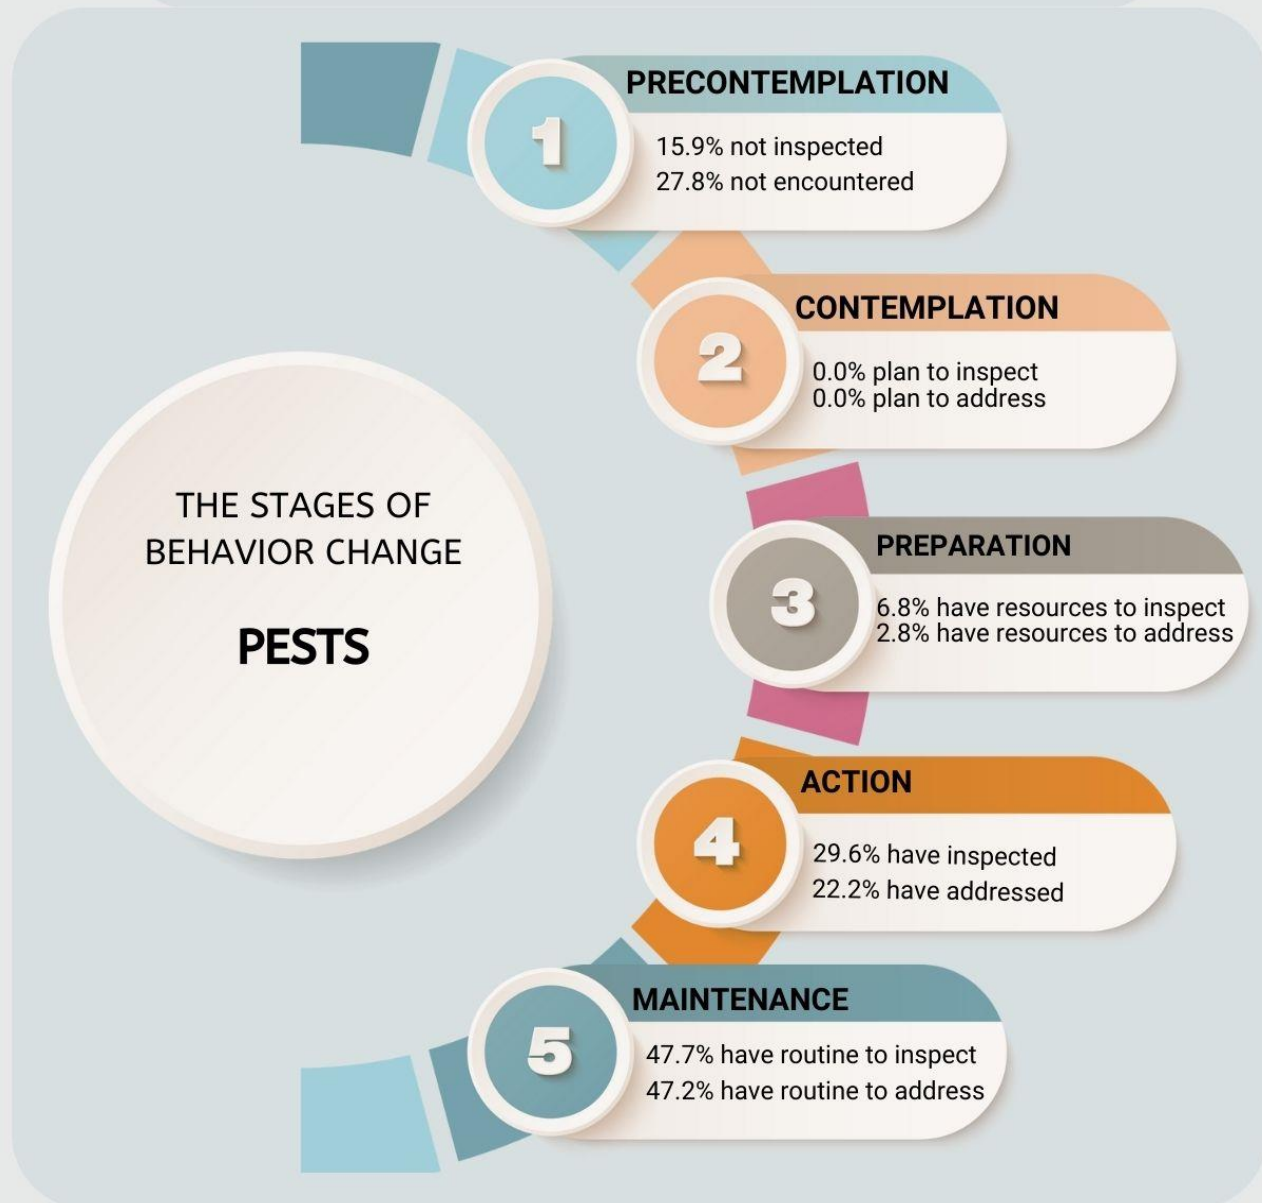 THE STAGES OF
BEHAVIOR CHANGE
PESTS
1
PRECONTEMPLATION
15.9% not inspected
27.8% not encountered
2
CONTEMPLATION
0.0% plan to inspect
0.0% plan to address
3
PREPARATION
6.8% have resources to inspect
2.8% have resources to address
4
ACTION
29.6% have inspected
22.2% have addressed
5
MAINTENANCE
47.7% have routine to inspect
47.2% have routine to address